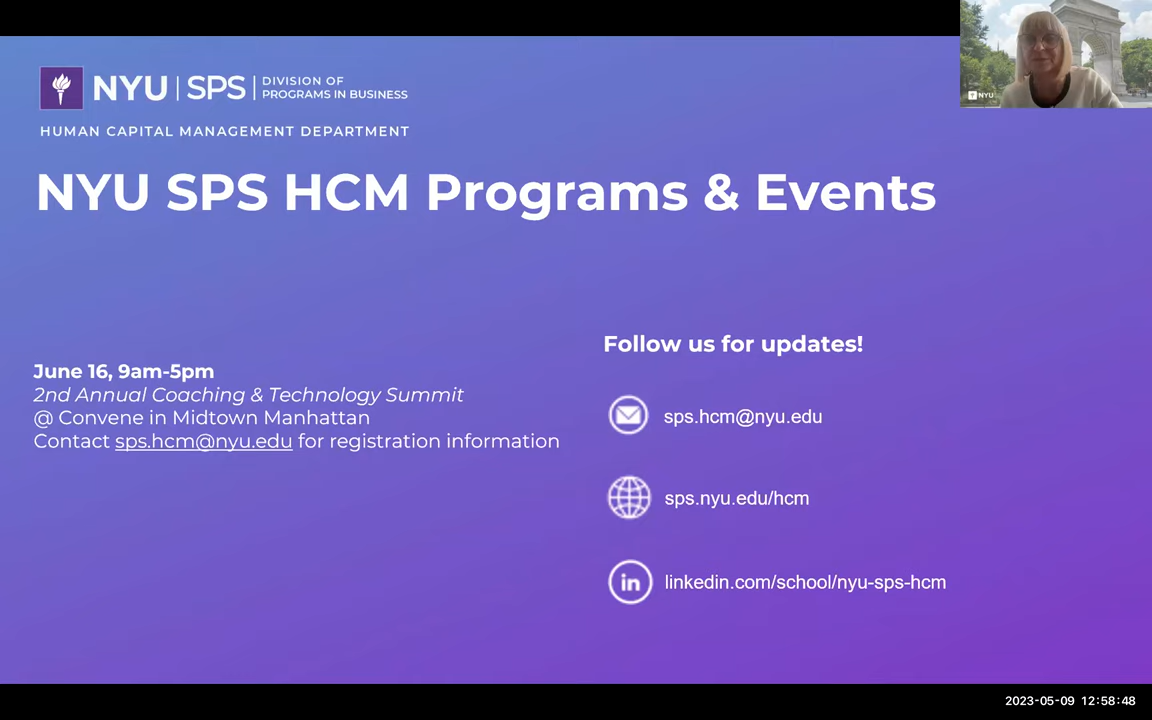 NYU | SPS | DIVISION OF
PROGRAMS IN BUSINESS
HUMAN CAPITAL MANAGEMENT DEPARTMENT
NYU SPS HCM Programs & Events
June 16, 9am-5pm
2nd Annual Coaching & Technology Summit
@ Convene in Midtown Manhattan
Contact sps.hcm@nyu.edu for registration information
Follow us for updates!
sps.hcm@nyu.edu
sps.nyu.edu/hcm
in
linkedin.com/school/nyu-sps-hcm
NYU
2023-05-09 12:58:48